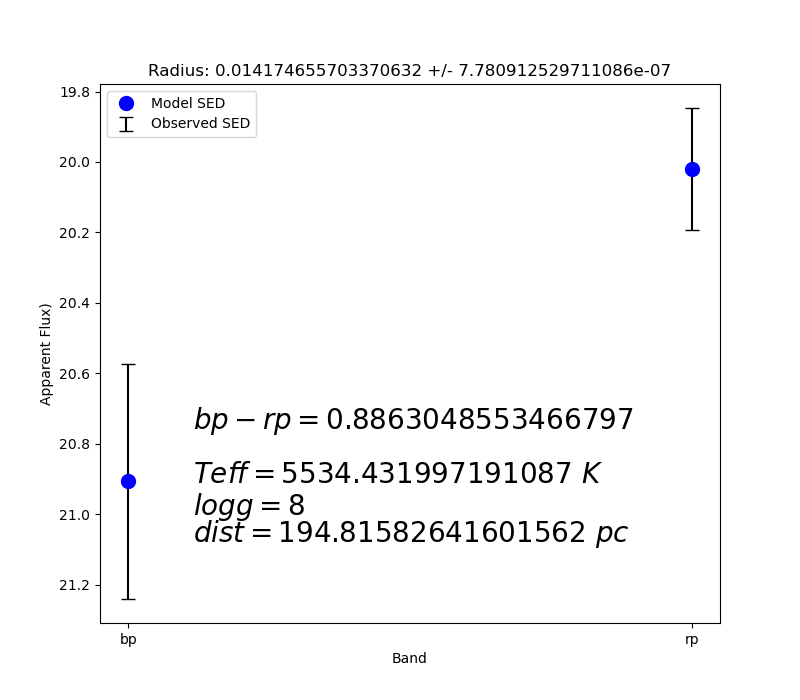 Radius: 0.014174655703370632 +/- 7.780912529711086e-07
Model SED
Observed SED
Apparent Flux)
19.8
20.0
20.2
20.4
20.6
20.8
21.0
21.2
bp − rp = 0.8863048553466797
Teff = 5534.431997191087 K
logg = 8
dist = 194.81582641601562 pc
bp
rp
Band